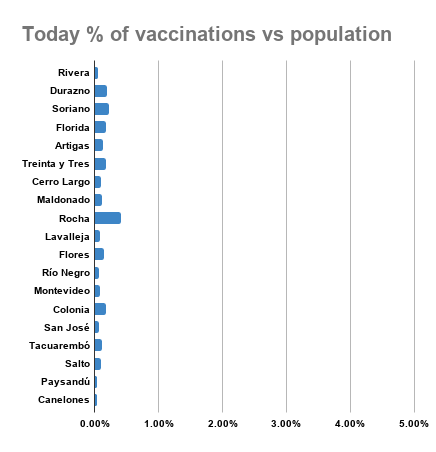 Today % of vaccinations vs population
Rivera
Durazno
Soriano
Florida
Artigas
Treinta y Tres
Cerro Largo
Maldonado
Rocha
Lavalleja
Flores
Río Negro
Montevideo
Colonia
San José
Tacuarembó
Salto
Paysandú
Canelones
0.00% 1.00% 2.00% 3.00% 4.00% 5.00%